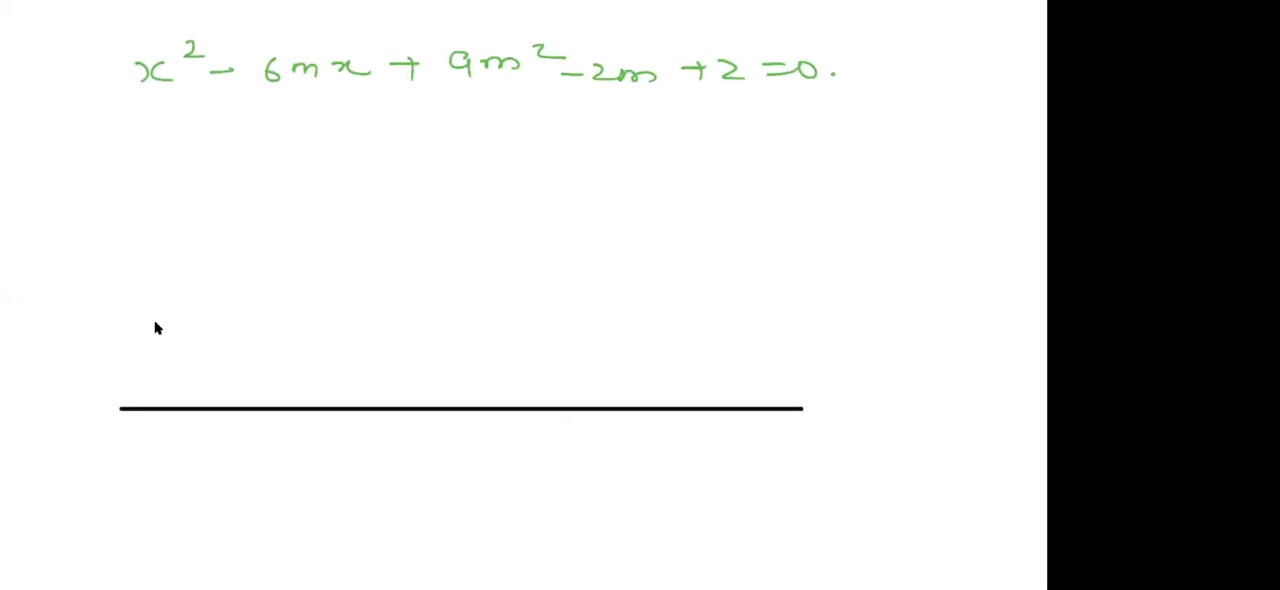 x² - 6mx + 9m² - 2m + 2 = 0.